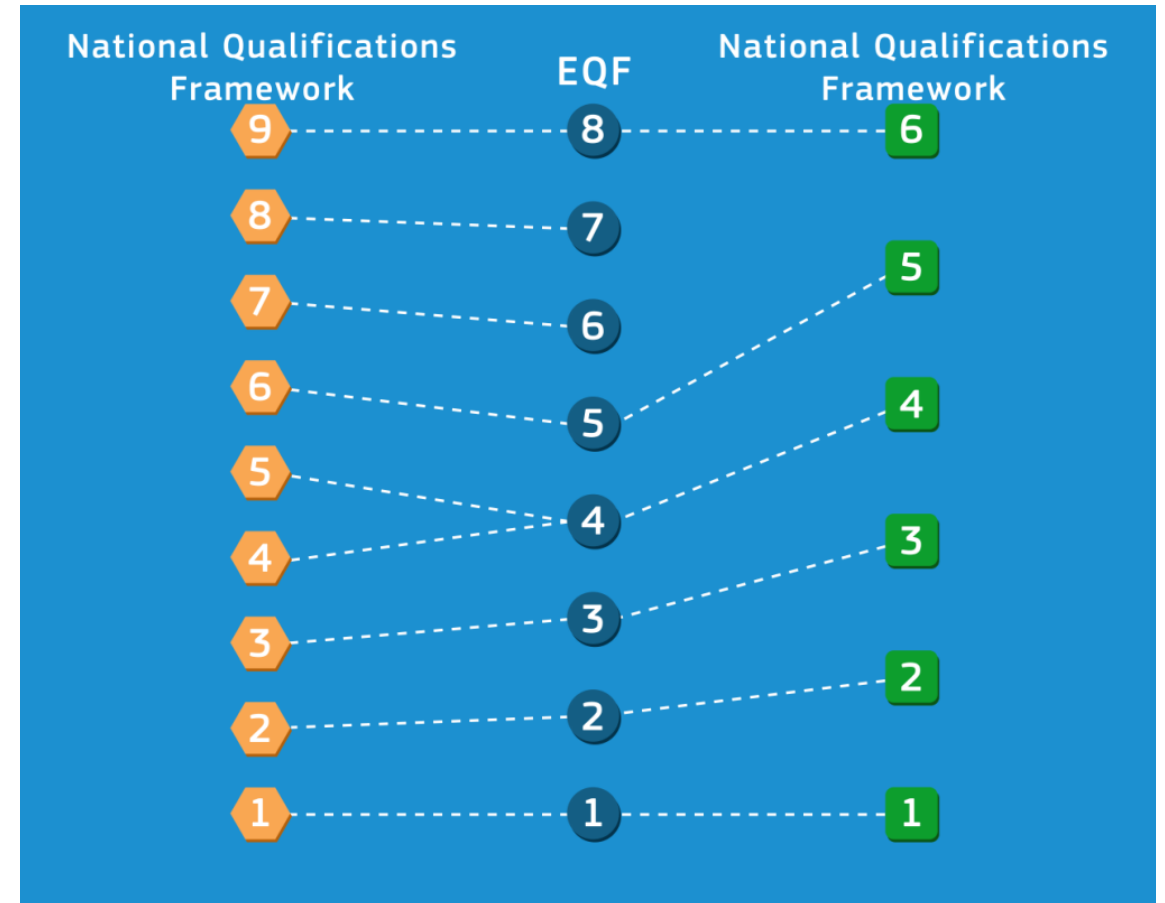 National Qualifications
Framework
EQF
National Qualifications
Framework
9 8 6
8 7
7 6 5
6 5 4
5 4
4 3 3
3 2 2
2
1 1 1